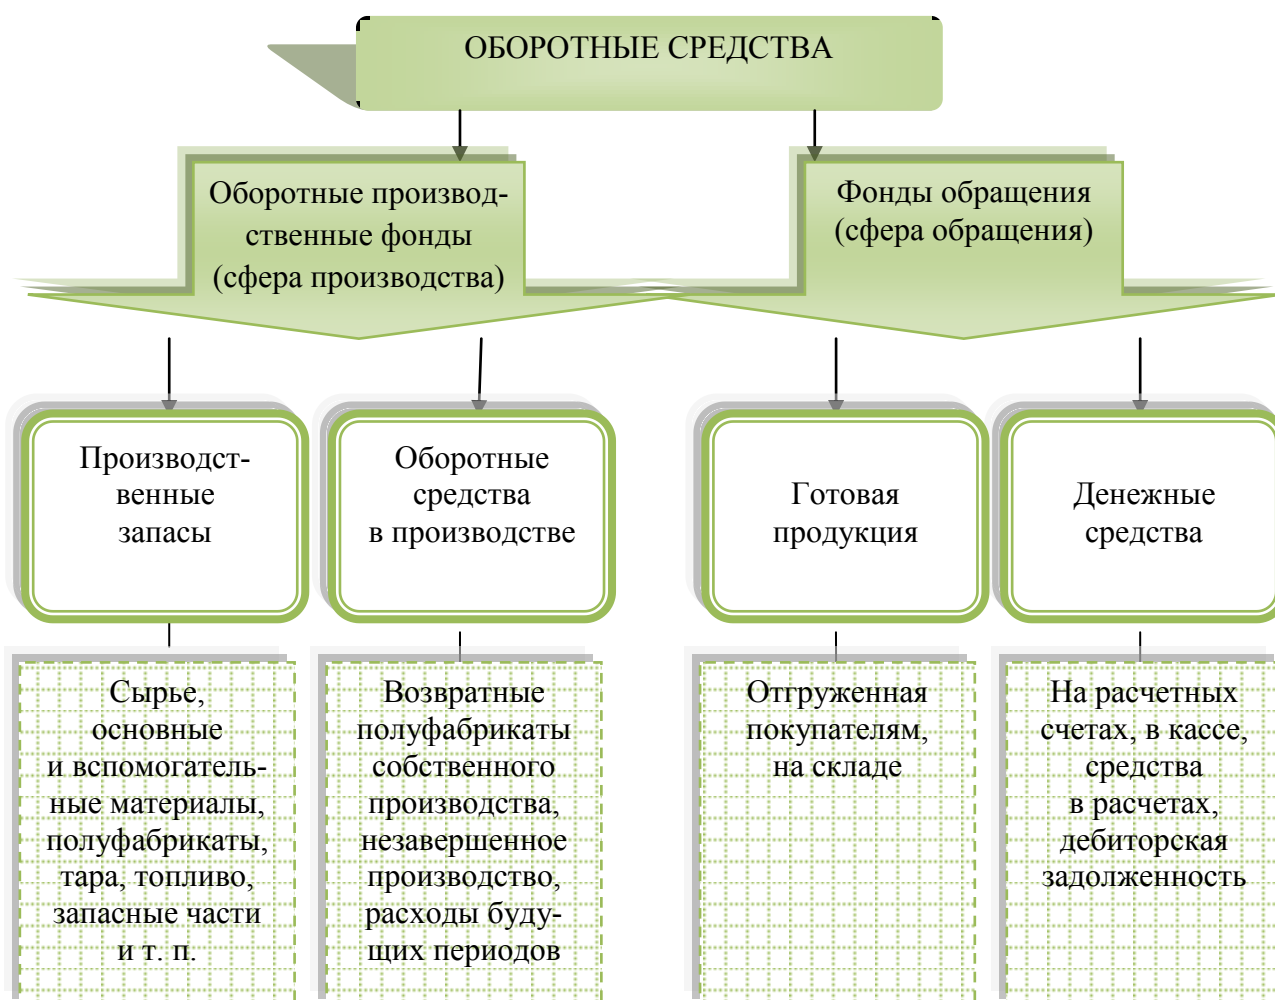 ОБОРОТНЫЕ СРЕДСТВА
Оборотные производ-
ственные фонды
(сфера производства)
Фонды обращения
(сфера обращения)
Производст-
венные
запасы
Оборотные
средства
в производстве
Готовая
продукция
Денежные
средства
Сырье,
основные
и вспомогатель-
ные материалы,
полуфабрикаты,
тара, топливо,
запасные части
и т. п.
Возвратные
полуфабрикаты
собственного
производства,
незавершенное
производство,
расходы буду-
щих периодов
Отгруженная
покупателям,
на складе
На расчетных
счетах, в кассе,
средства
в расчетах,
дебиторская
задолженность